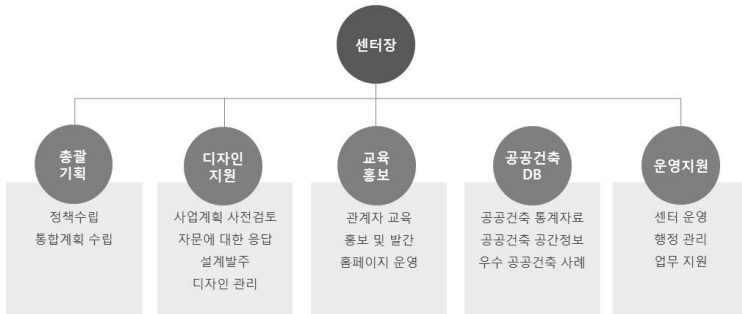 센터장
총괄
기획
정책수립
통합계획 수립
디자인
지원
사업계획 사전검토
자문에 대한 응답
설계발주
디자인 관리
교육
홍보
관계자 교육
홍보 및 발간
홈페이지 운영
공공건축
DB
공공건축 통계자료
공공건축 공간정보
우수 공공건축 사례
운영지원
센터 운영
행정 관리
업무 지원